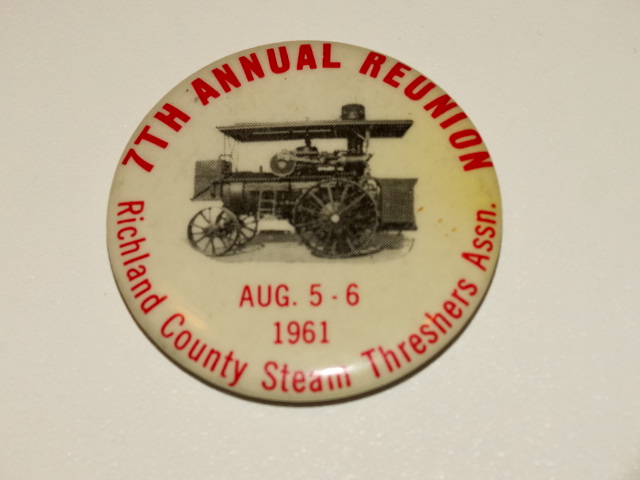 7TH ANNUAL REUNION
AUG. 5 - 6
1961
Richland County Steam Threshers Assn.